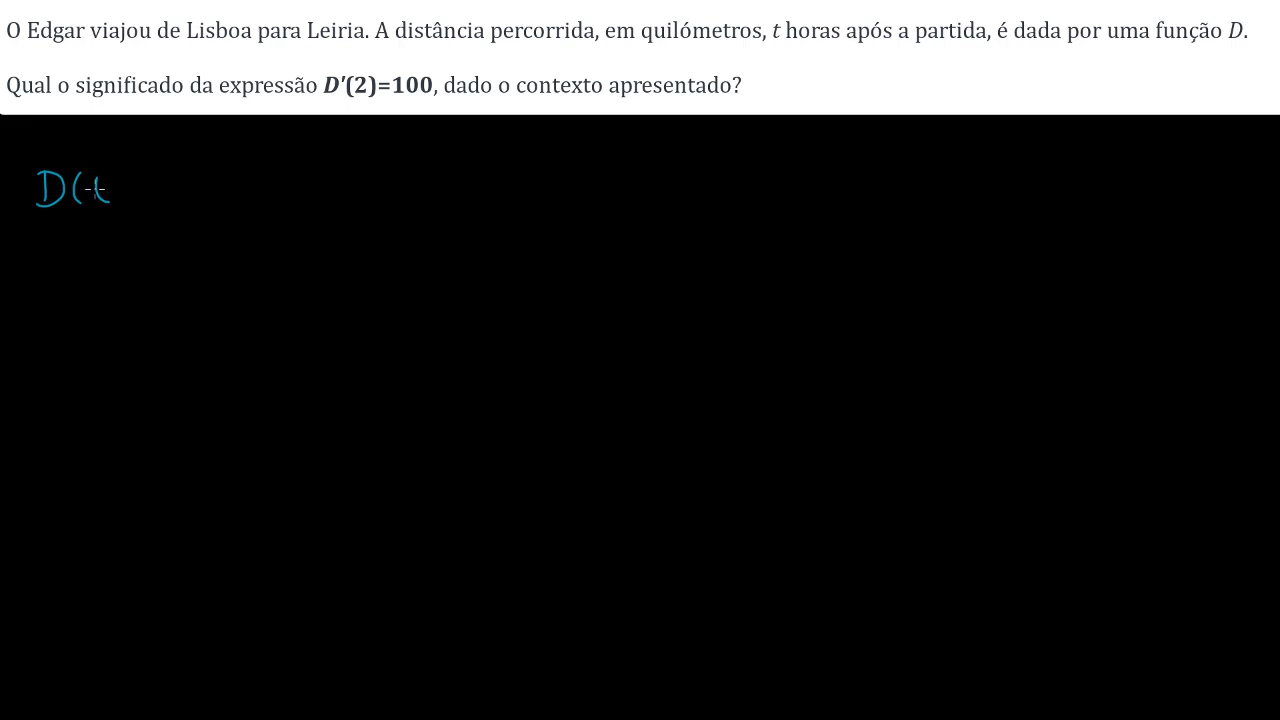 O Edgar viajou de Lisboa para Leiria. A distância percorrida, em quilómetros, t horas após a partida, é dada por uma função D.
Qual o significado da expressão D′(2)=100, dado o contexto apresentado?
D(t